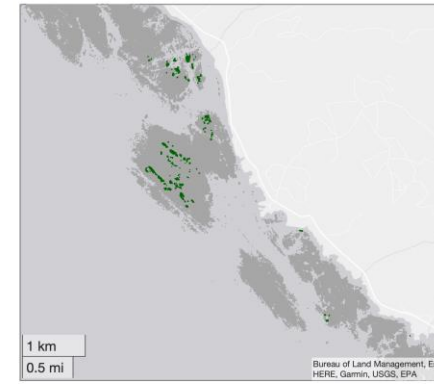 1 km
0.5 mi
Bureau of Land Management, E
HERE, Garmin, USGS, EPA